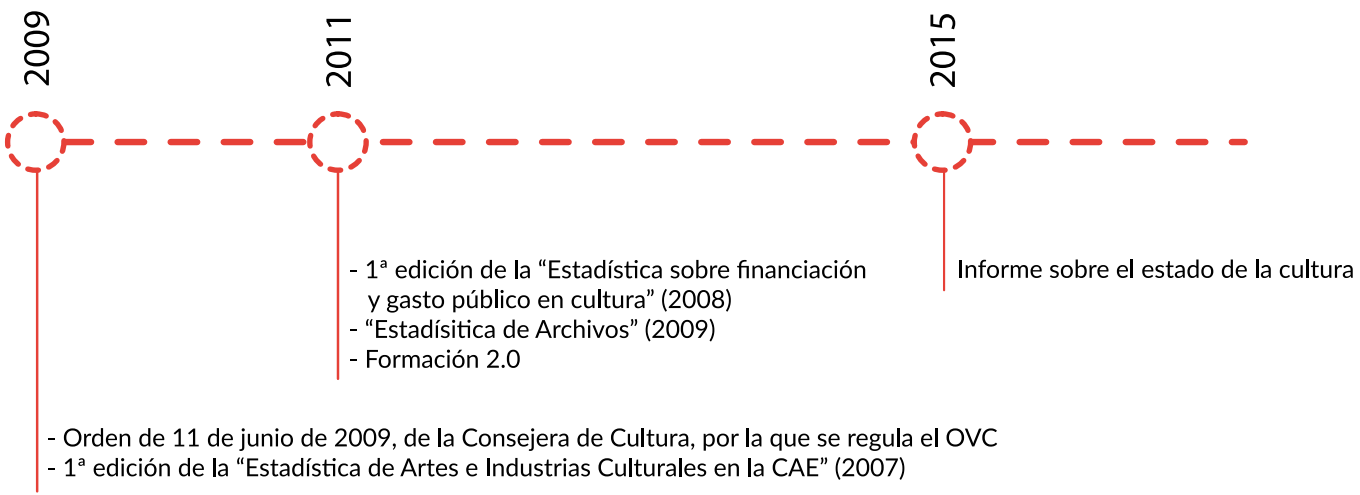 2009
2011
2015
- 1ª edición de la “Estadística sobre financiación
y gasto público en cultura” (2008)
- “Estadísitica de Archivos” (2009)
- Formación 2.0
Informe sobre el estado de la cultura
- Orden de 11 de junio de 2009, de la Consejera de Cultura, por la que se regula el OVC
- 1ª edición de la “Estadística de Artes e Industrias Culturales en la CAE” (2007)